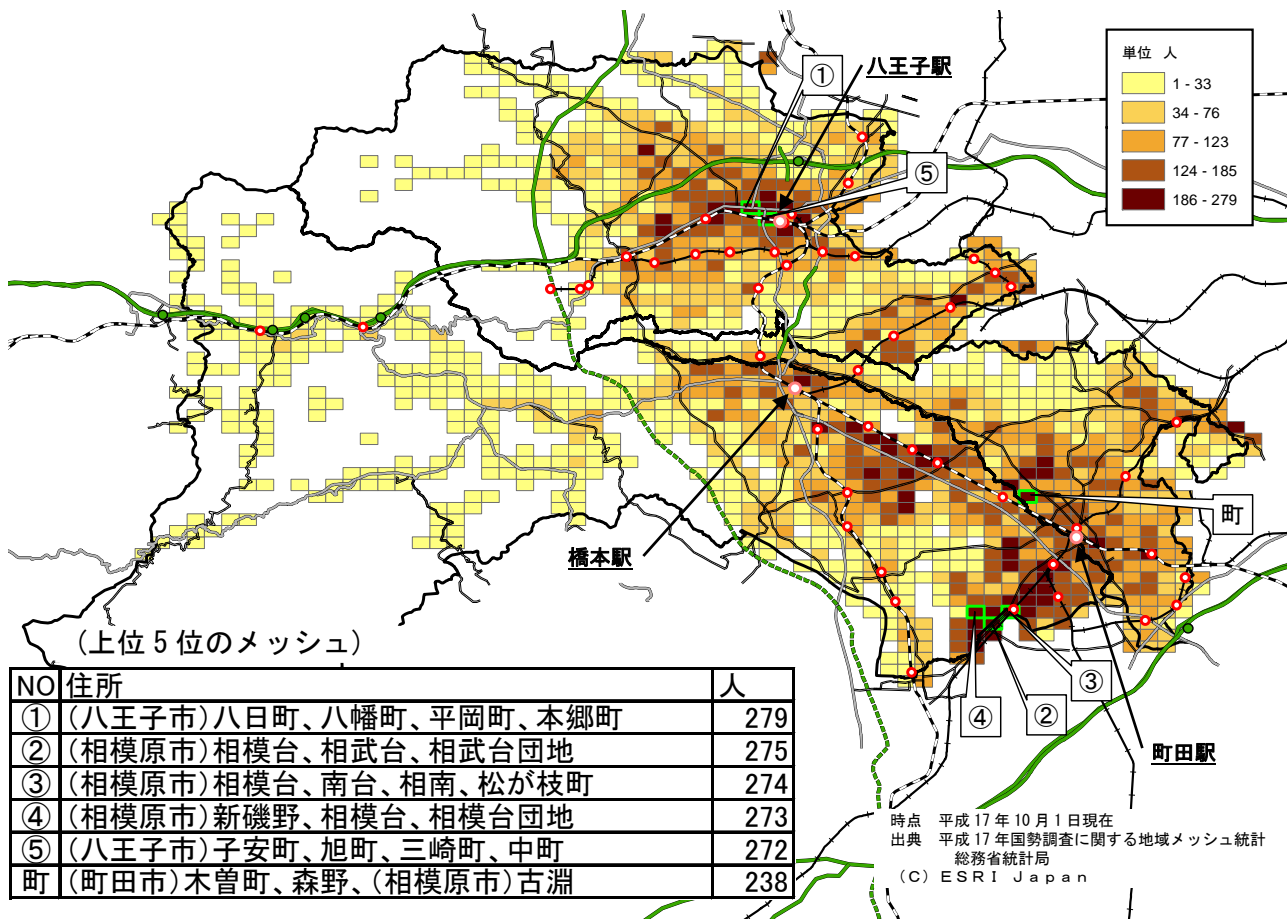 八王子駅
①
⑤
単位 人
1 - 33
34 - 76
77 - 123
124 - 185
186 - 279
町
橋本駅
③
④
②
町田駅
(上位5位のメッシュ)
NO 住所 人
① (八王子市)八日町、八幡町、平岡町、本郷町 279
② (相模原市)相模台、相武台、相武台団地 275
③ (相模原市)相模台、南台、相南、松が枝町 274
④ (相模原市)新磯野、相模台、相模台団地 273
⑤ (八王子市)子安町、旭町、三崎町、中町 272
町 (町田市)木曽町、森野、(相模原市)古淵 238
時点 平成17年10月1日現在
出典 平成17年国勢調査に関する地域メッシュ統計
総務省統計局
(C) ESRI Japan